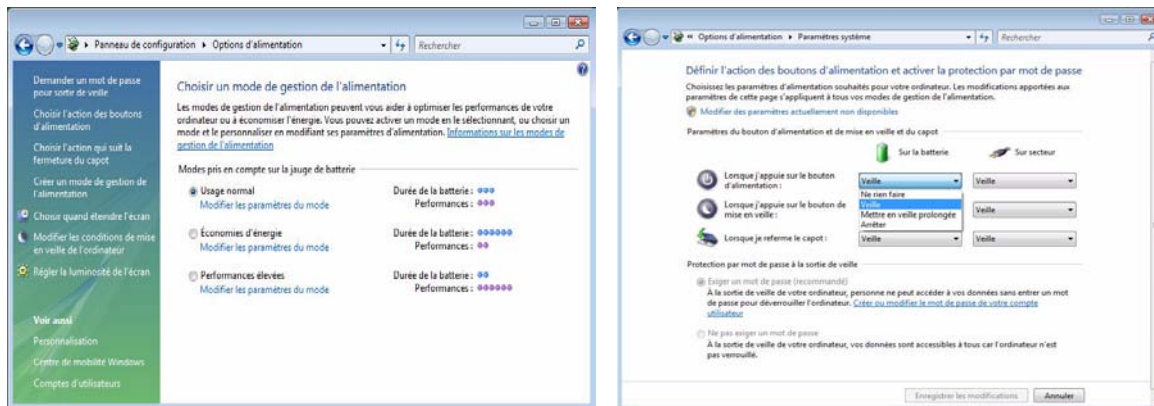 Panneau de configuration ▸ Options d'alimentation
Rechercher
Demander un mot de passe
pour sortir de veille
Choisir l'action des boutons
d'alimentation
Choisir l'action qui suit la
fermeture du capot
Créer un mode de gestion de
l'alimentation
Choisir quand éteindre l'écran
Modifier les conditions de mise
en veille de l'ordinateur
Régler la luminosité de l'écran
Voir aussi
Personnalisation
Centre de mobilité Windows
Comptes d'utilisateurs
Choisir un mode de gestion de l'alimentation
Les modes de gestion de l'alimentation peuvent vous aider à optimiser les performances de votre
ordinateur ou à économiser l'énergie. Vous pouvez activer un mode en le sélectionnant, ou choisir un
mode et le personnaliser en modifiant ses paramètres d'alimentation. Informations sur les modes de
gestion de l'alimentation
Modes pris en compte sur la jauge de batterie
Usage normal Durée de la batterie :
Modifier les paramètres du mode Performances :
Économies d'énergie Durée de la batterie :
Modifier les paramètres du mode Performances :
Performances élevées Durée de la batterie :
Modifier les paramètres du mode Performances :
« Options d'alimentation ▸ Paramètres système
Rechercher
Définir l'action des boutons d'alimentation et activer la protection par mot de passe
Choisissez les paramètres d'alimentation souhaités pour votre ordinateur. Les modifications apportées aux
paramètres de cette page s'appliquent à tous vos modes de gestion de l'alimentation.
Modifier des paramètres actuellement non disponibles
Paramètres du bouton d'alimentation et de mise en veille et du capot
Sur la batterie Sur secteur
Lorsque j'appuie sur le bouton
d'alimentation : Veille Veille
Ne rien faire
Veille
Mettre en veille prolongée
Arrêter
Lorsque j'appuie sur le bouton de
mise en veille : Veille
Lorsque je referme le capot : Veille Veille
Protection par mot de passe à la sortie de veille
Exiger un mot de passe (recommandé)
À la sortie de veille de votre ordinateur, personne ne peut accéder à vos données sans entrer un mot
de passe pour déverrouiller l'ordinateur. Créer ou modifier le mot de passe de votre compte
utilisateur
Ne pas exiger un mot de passe
À la sortie de veille de votre ordinateur, vos données sont accessibles à tous car l'ordinateur n'est
pas verrouillé.
Enregistrer les modifications Annuler